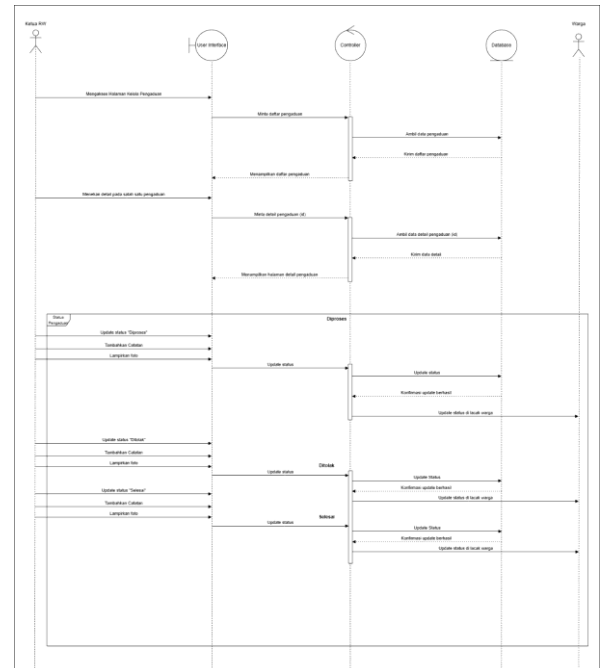 Ketua RW
Warga
User Interface
Controller
Database
Mengakses Halaman Kelola Pengaduan
Minta daftar pengaduan
Ambil data pengaduan
Kirim daftar pengaduan
Menampilkan daftar pengaduan
Menekan detail pada salah satu pengaduan
Minta detail pengaduan (id)
Ambil data detail pengaduan (id)
Kirim data detail
Menampilkan halaman detail pengaduan
Status
Pengaduan
Diproses
Update status "Diproses"
Tambahkan Catatan
Lampirkan foto
Update status
Update status
Konfirmasi update berhasil
Update status di lacak warga
Update status "Ditolak"
Tambahkan Catatan
Lampirkan foto
Ditolak
Update status
Update Status
Konfirmasi update berhasil
Update status "Selesai"
Update status di lacak warga
Tambahkan Catatan
Lampirkan foto
Selesai
Update status
Update Status
Konfirmasi update berhasil
Update status di lacak warga